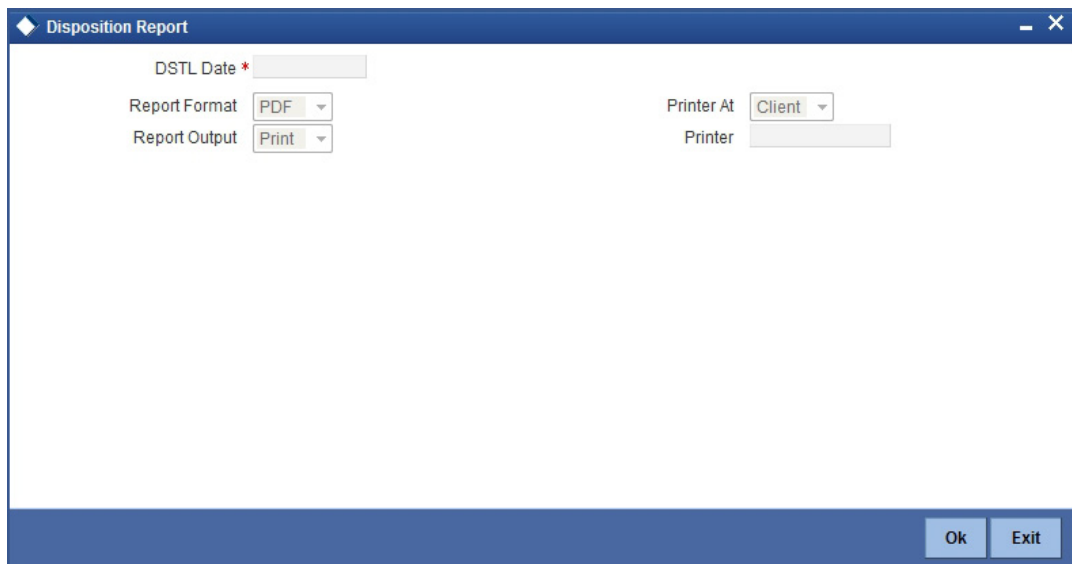 Disposition Report
DSTL Date *
Report Format PDF
Printer At Client
Report Output Print
Printer
Ok Exit